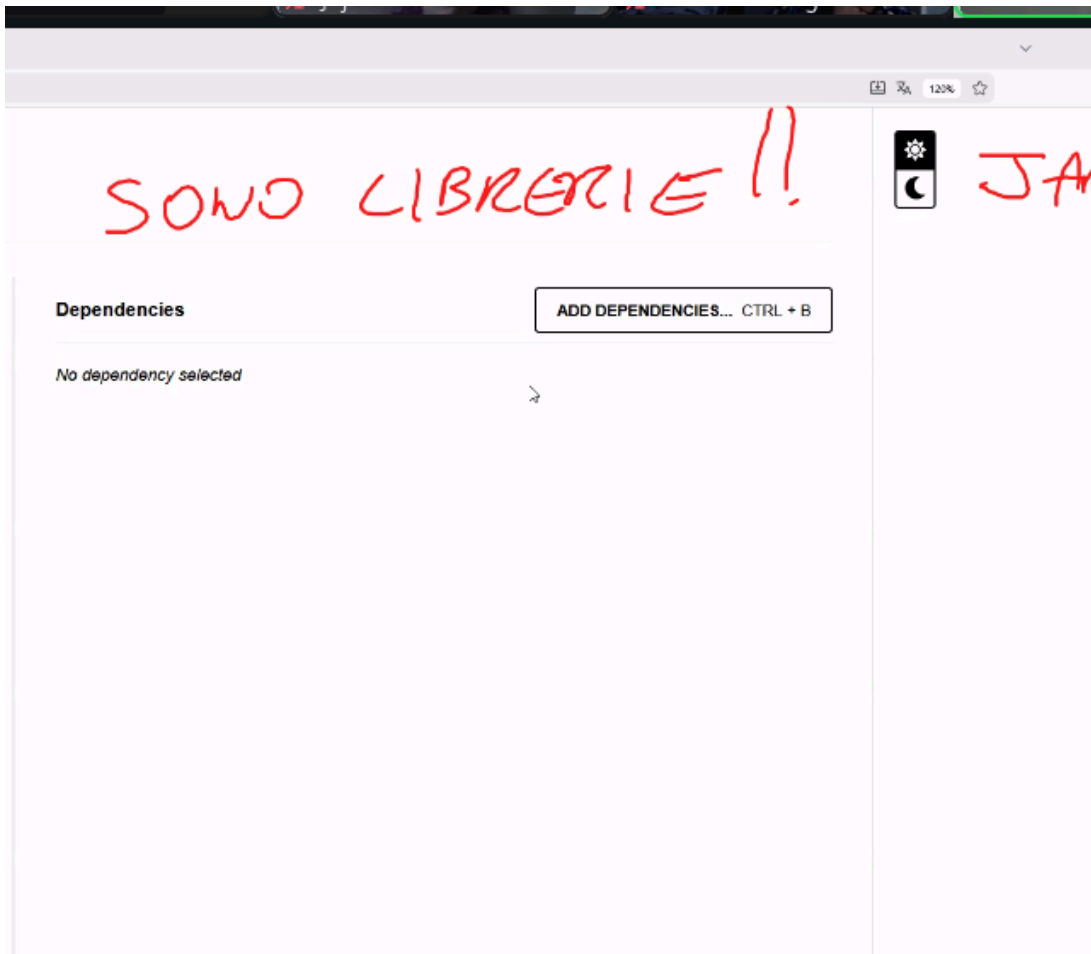 120%
SONO LIBRERIE!!
Dependencies
ADD DEPENDENCIES... CTRL + B
No dependency selected